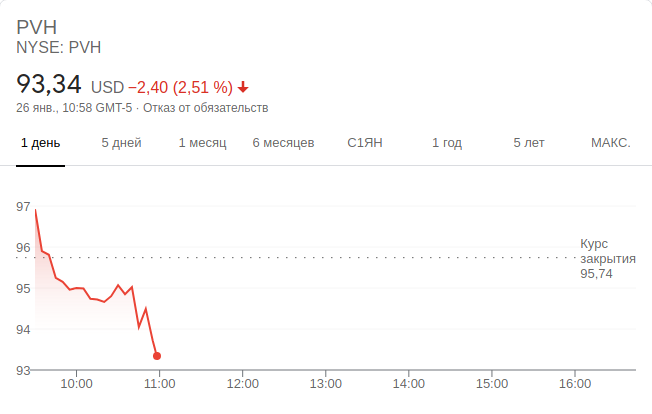 PVH
NYSE: PVH
93,34 USD −2,40 (2,51 %)
26 янв., 10:58 GMT-5 · Отказ от обязательств
1 день 5 дней 1 месяц 6 месяцев С1ЯН 1 год 5 лет МАКС.
97
96
95
94
93
Курс
закрытия
95,74
10:00 11:00 12:00 13:00 14:00 15:00 16:00